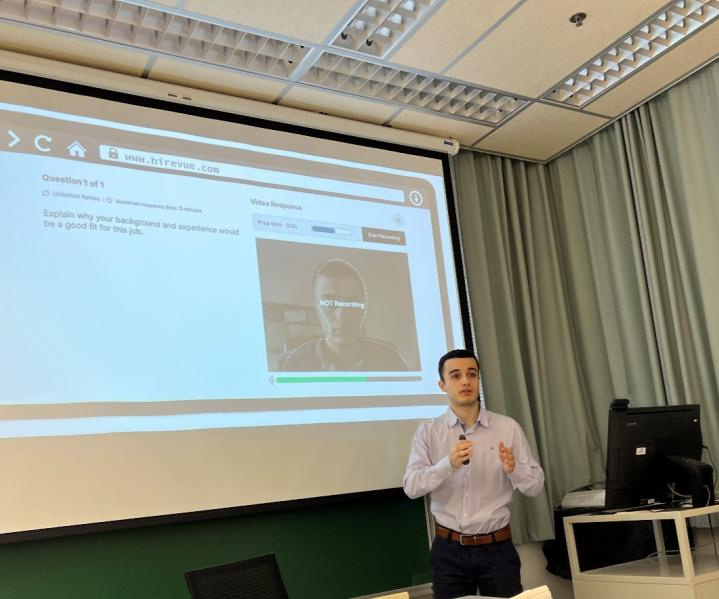 www.hirevue.com
Question 1 of 1
Unlimited Retries | Maximum response time: 3 minutes
Explain why your background and experience would
be a good fit for this job.
Video Response
Prep time - 0:24
Start Recording
NOT Recording